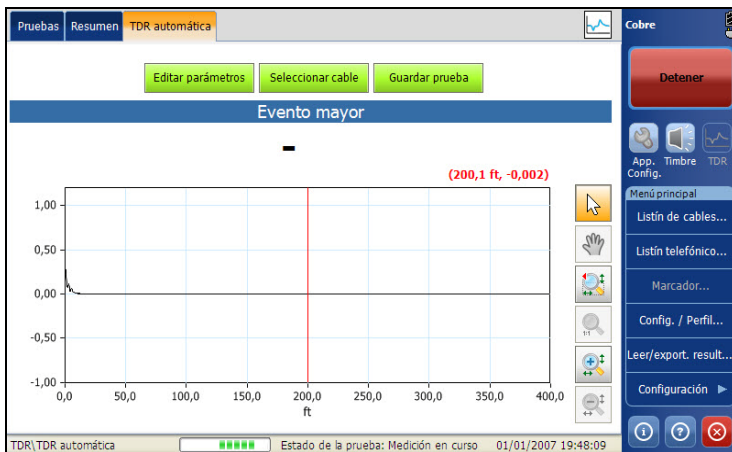 Pruebas Resumen TDR automática
Cobre
Editar parámetros Seleccionar cable Guardar prueba
Detener
Evento mayor
-
(200,1 ft, -0,002)
App. Config. Timbre TDR
Menú principal
Listín de cables...
Listín telefónico...
Marcador...
Config. / Perfil...
Leer/export. result...
Configuración
1,00
0,50
0,00
-0,50
-1,00
0,0 50,0 100,0 150,0 200,0 250,0 300,0 350,0 400,0
ft
1:1
TDR\TDR automática Estado de la prueba: Medición en curso 01/01/2007 19:48:09